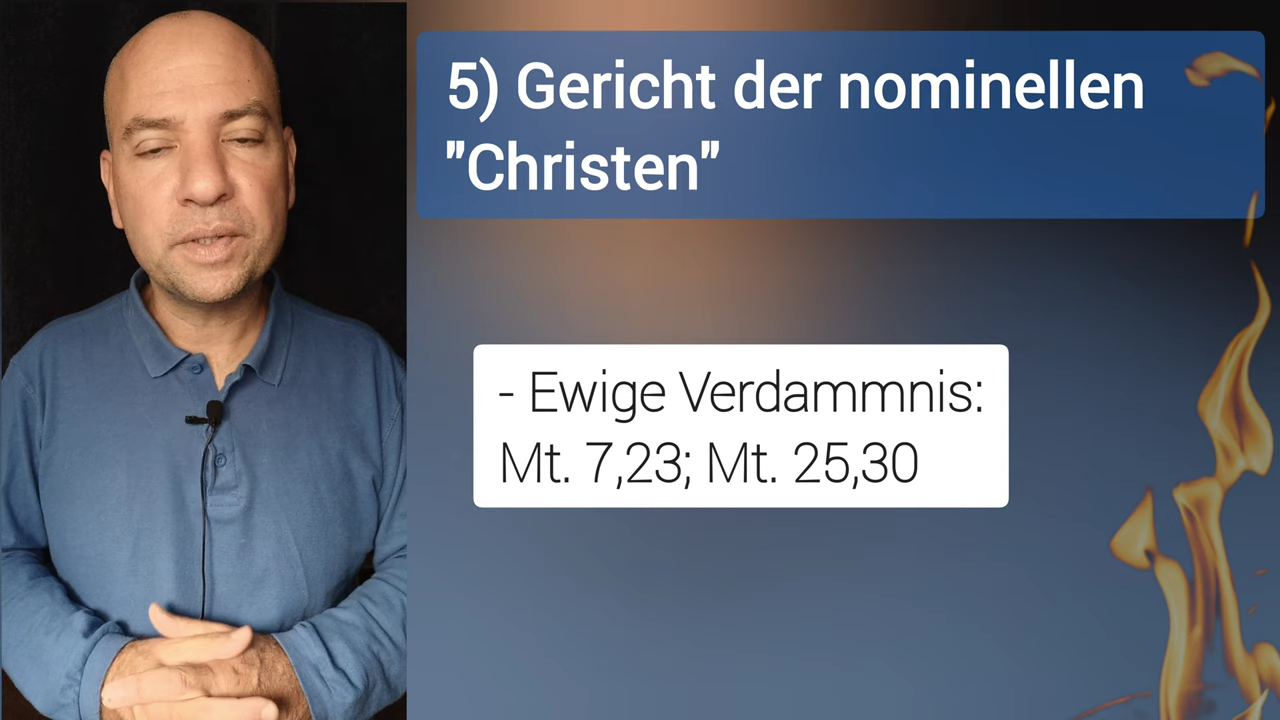 5) Gericht der nominellen
"Christen"
- Ewige Verdammnis:
Mt. 7,23; Mt. 25,30